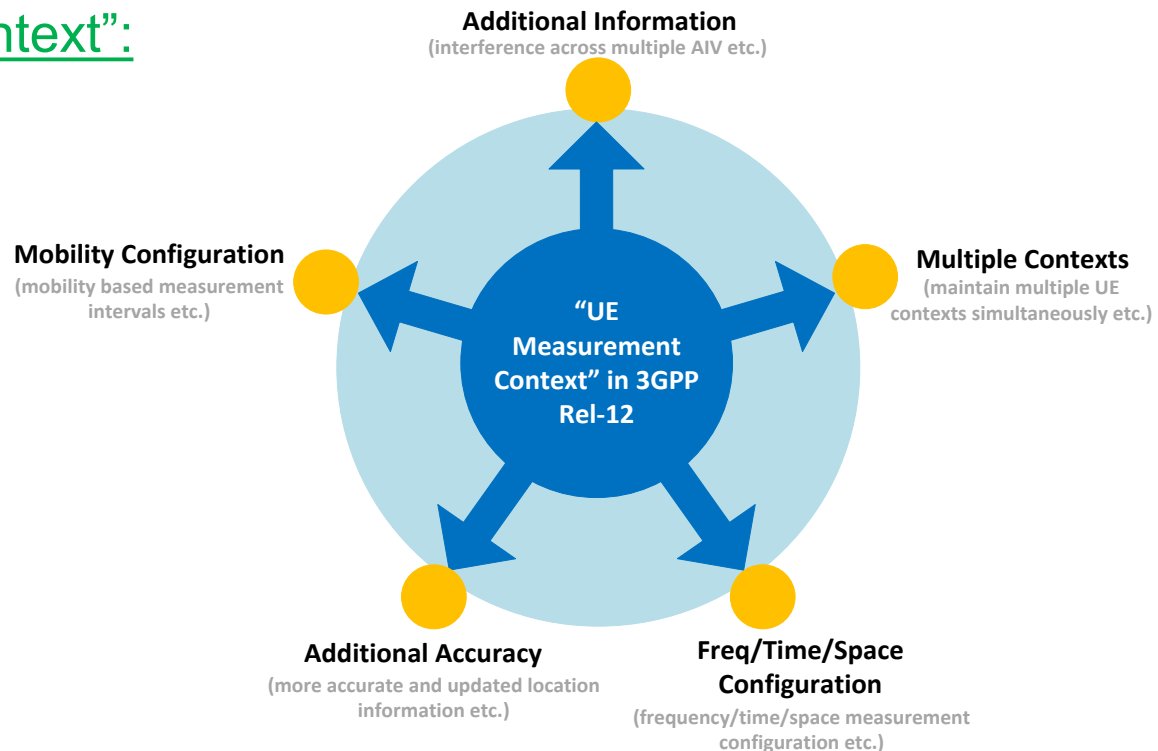 ntext”:
Additional Information
(interference across multiple AIV etc.)
Mobility Configuration
(mobility based measurement
intervals etc.)
Multiple Contexts
(maintain multiple UE
contexts simultaneously etc.)
“UE
Measurement
Context” in 3GPP
Rel-12
Additional Accuracy
(more accurate and updated location
information etc.)
Freq/Time/Space
Configuration
(frequency/time/space measurement
configuration etc.)